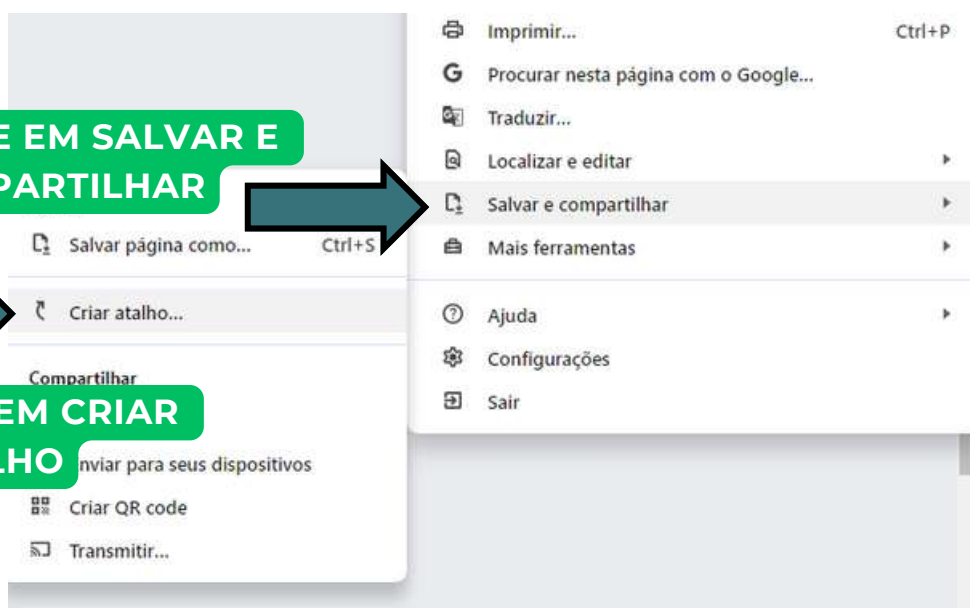 Imprimir... Ctrl+P
Procurar nesta página com o Google...
Traduzir...
Localizar e editar
Salvar e compartilhar
Mais ferramentas
Ajuda
Configurações
Sair
E EM SALVAR E
PARTILHAR
Salvar página como... Ctrl+S
Criar atalho...
Compartilhar
EM CRIAR
LHO
nviar para seus dispositivos
Criar QR code
Transmitir...